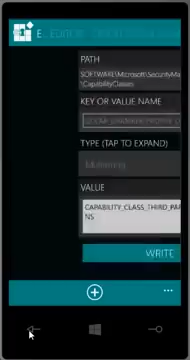 PATH
SOFTWARE\Microsoft\SecurityMa
\CapabilityClasses
KEY OR VALUE NAME
TYPE (TAP TO EXPAND)
VALUE
CAPABILITY_CLASS_THIRD_PAR
NS
WRITE